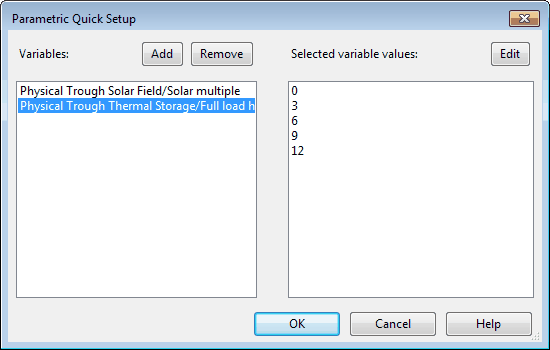 Parametric Quick Setup
Variables: Add Remove
Selected variable values: Edit
Physical Trough Solar Field/Solar multiple
Physical Trough Thermal Storage/Full load h
0
3
6
9
12
OK Cancel Help